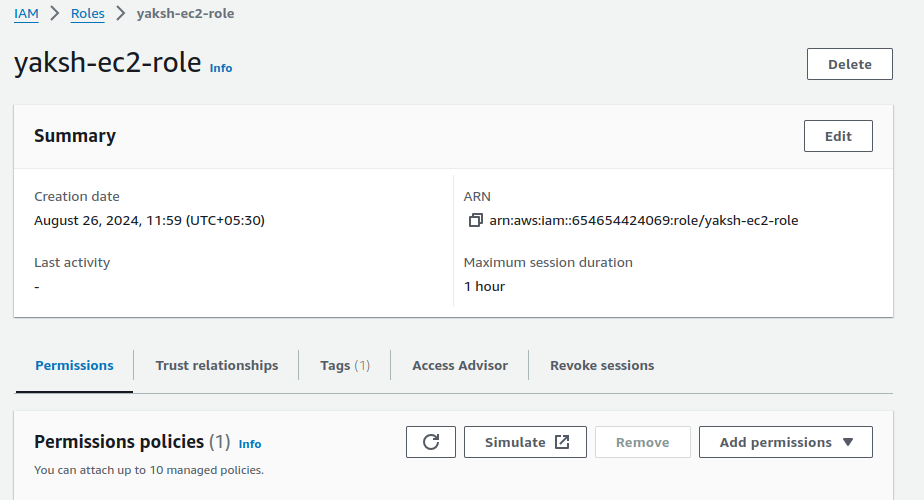 IAM > Roles > yaksh-ec2-role
yaksh-ec2-role Info
Delete
Summary
Edit
Creation date
August 26, 2024, 11:59 (UTC+05:30)
ARN
arn:aws:iam::654654424069:role/yaksh-ec2-role
Last activity
-
Maximum session duration
1 hour
Permissions
Trust relationships
Tags (1)
Access Advisor
Revoke sessions
Permissions policies (1) Info
Simulate
Remove
Add permissions
You can attach up to 10 managed policies.